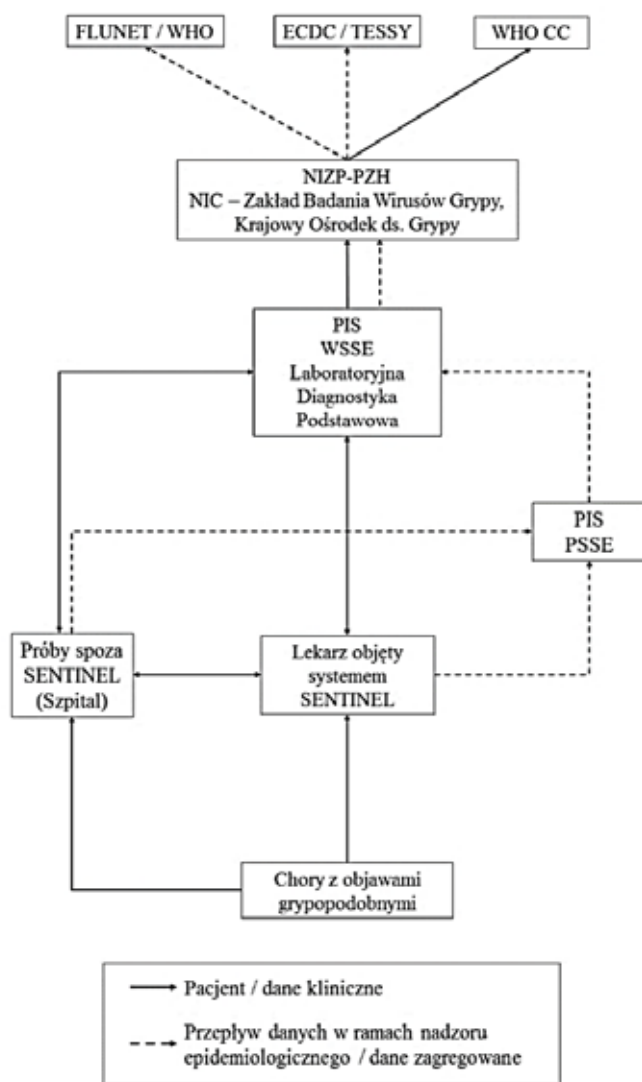 FLUNET / WHO
ECDC / TESSY
WHO CC
NIZP-PZH
NIC – Zakład Badania Wirusów Grypy,
Krajowy Ośrodek ds. Grypy
PIS
WSSE
Laboratoryjna
Diagnostyka
Podstawowa
PIS
PSSE
Próby spoza
SENTINEL
(Szpital)
Lekarz objęty
systemem
SENTINEL
Chory z objawami
grypopodobnymi
Pacjent / dane kliniczne
Przepływ danych w ramach nadzoru
epidemiologicznego / dane zagregowane